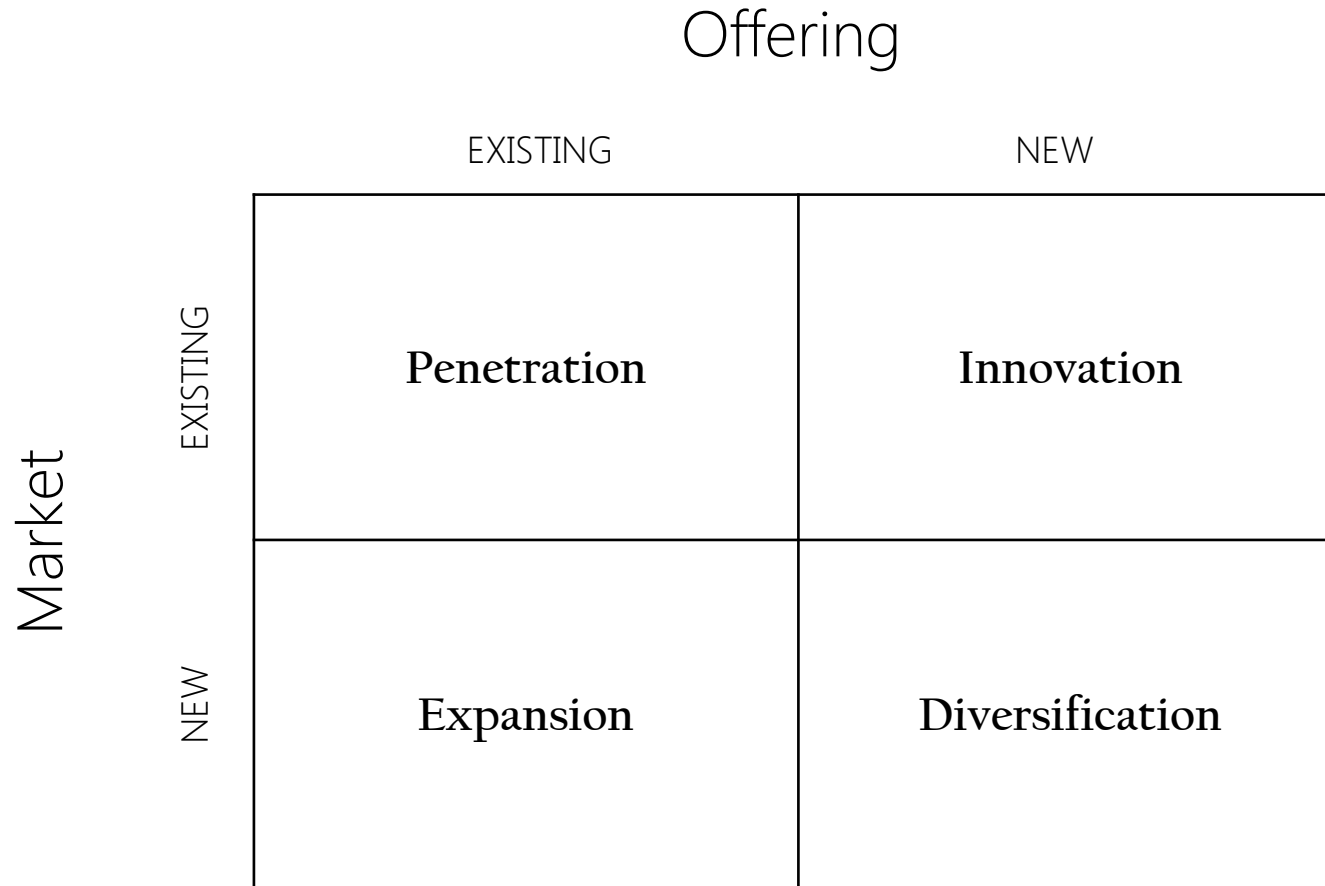 Offering
EXISTING
NEW
Market
EXISTING
Penetration
Innovation
NEW
Expansion
Diversification